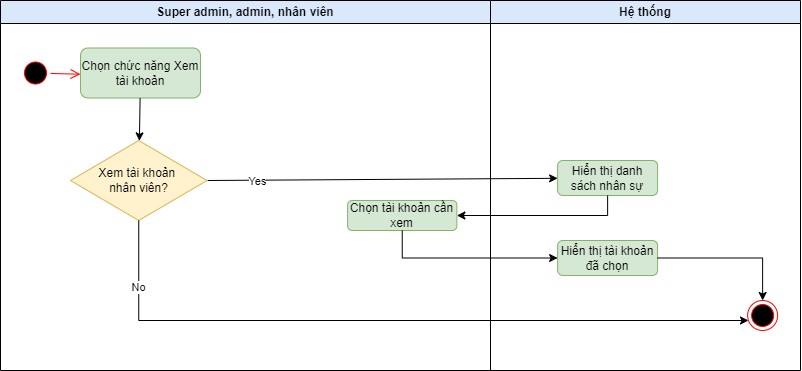 Super admin, admin, nhân viên
Hệ thống
Chọn chức năng Xem
tài khoản
Xem tài khoản
nhân viên?
Yes
Hiển thị danh
sách nhân sự
Chọn tài khoản cần
xem
Hiển thị tài khoản
đã chọn
No